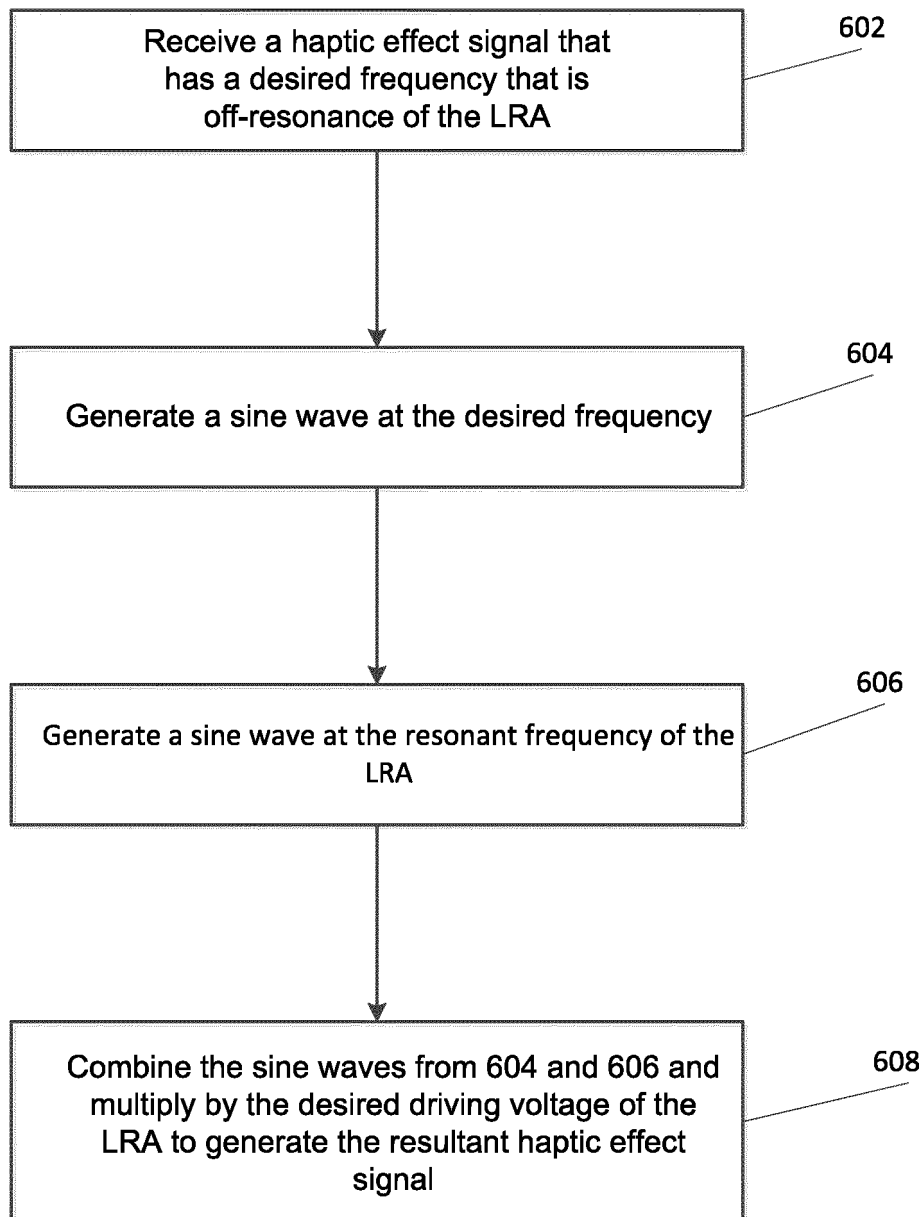 Receive a haptic effect signal that
has a desired frequency that is
off-resonance of the LRA
602
Generate a sine wave at the desired frequency
604
Generate a sine wave at the resonant frequency of the
LRA
606
Combine the sine waves from 604 and 606 and
multiply by the desired driving voltage of the
LRA to generate the resultant haptic effect
signal
608